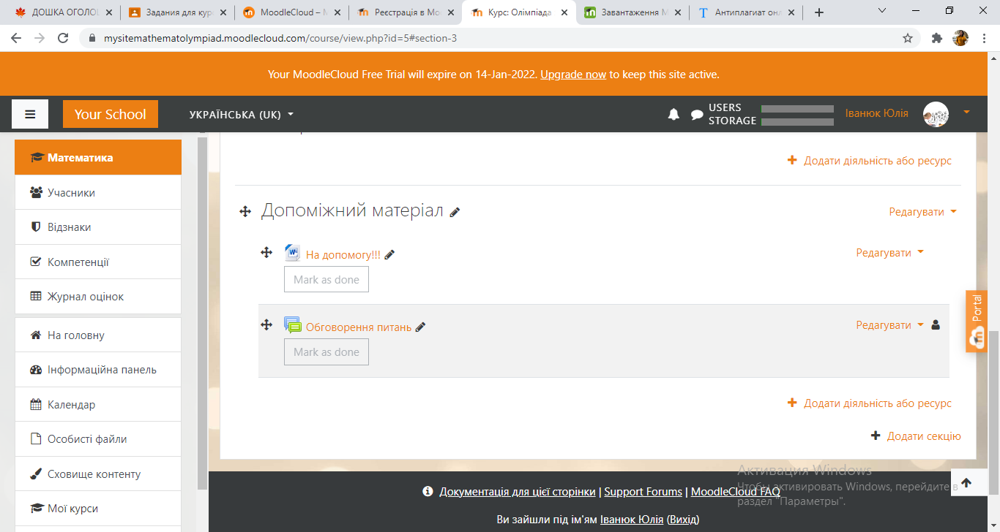 ДОШКА ОГОЛО
Задания для кур
MoodleCloud – М
Реєстрація в Мо
Курс: Олімпіада
Завантаження М
Антиплагиат онл
mysitemathematolympiad.moodlecloud.com/course/view.php?id=5#section-3
Your MoodleCloud Free Trial will expire on 14-Jan-2022. Upgrade now to keep this site active.
Your School
УКРАЇНСЬКА (UK)
USERS
STORAGE
Іванюк Юлія
Математика
Учасники
Відзнаки
Компетенції
Журнал оцінок
На головну
Інформаційна панель
Календар
Особисті файли
Сховище контенту
Мої курси
Додати діяльність або ресурс
Допоміжний матеріал
Редагувати
На допомогу!!!
Редагувати
Mark as done
Обговорення питань
Редагувати
Mark as done
Додати діяльність або ресурс
Додати секцію
Portal
Активация Windows
Чтобы активировать Windows, перейдите в
раздел "Параметры".
Документація для цієї сторінки | Support Forums | MoodleCloud FAQ
Ви зайшли під ім'ям Іванюк Юлія (Вихід)